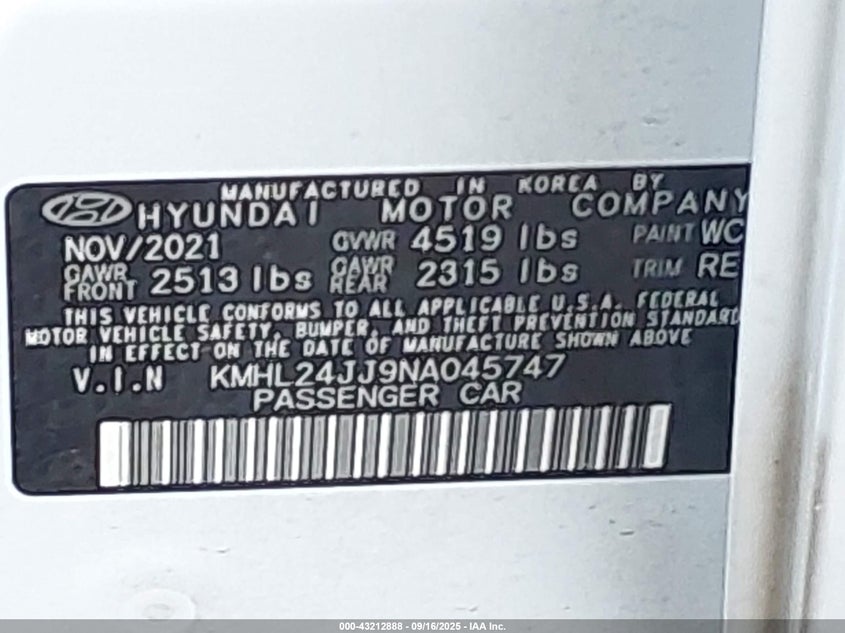 MANUFACTURED IN KOREA BY
HYUNDAI MOTOR COMPANY
NOV/2021 GVWR 4519 lbs PAINT WC
GAWR FRONT 2513 lbs GAWR REAR 2315 lbs TRIM RE
THIS VEHICLE CONFORMS TO ALL APPLICABLE U.S.A. FEDERAL
MOTOR VEHICLE SAFETY, BUMPER, AND THEFT PREVENTION STANDARD
IN EFFECT ON THE DATE OF MANUFACTURE SHOWN ABOVE
V.I.N KMHL24JJ9NA045747
PASSENGER CAR
000-43212888 - 09/16/2025 - IAA Inc.